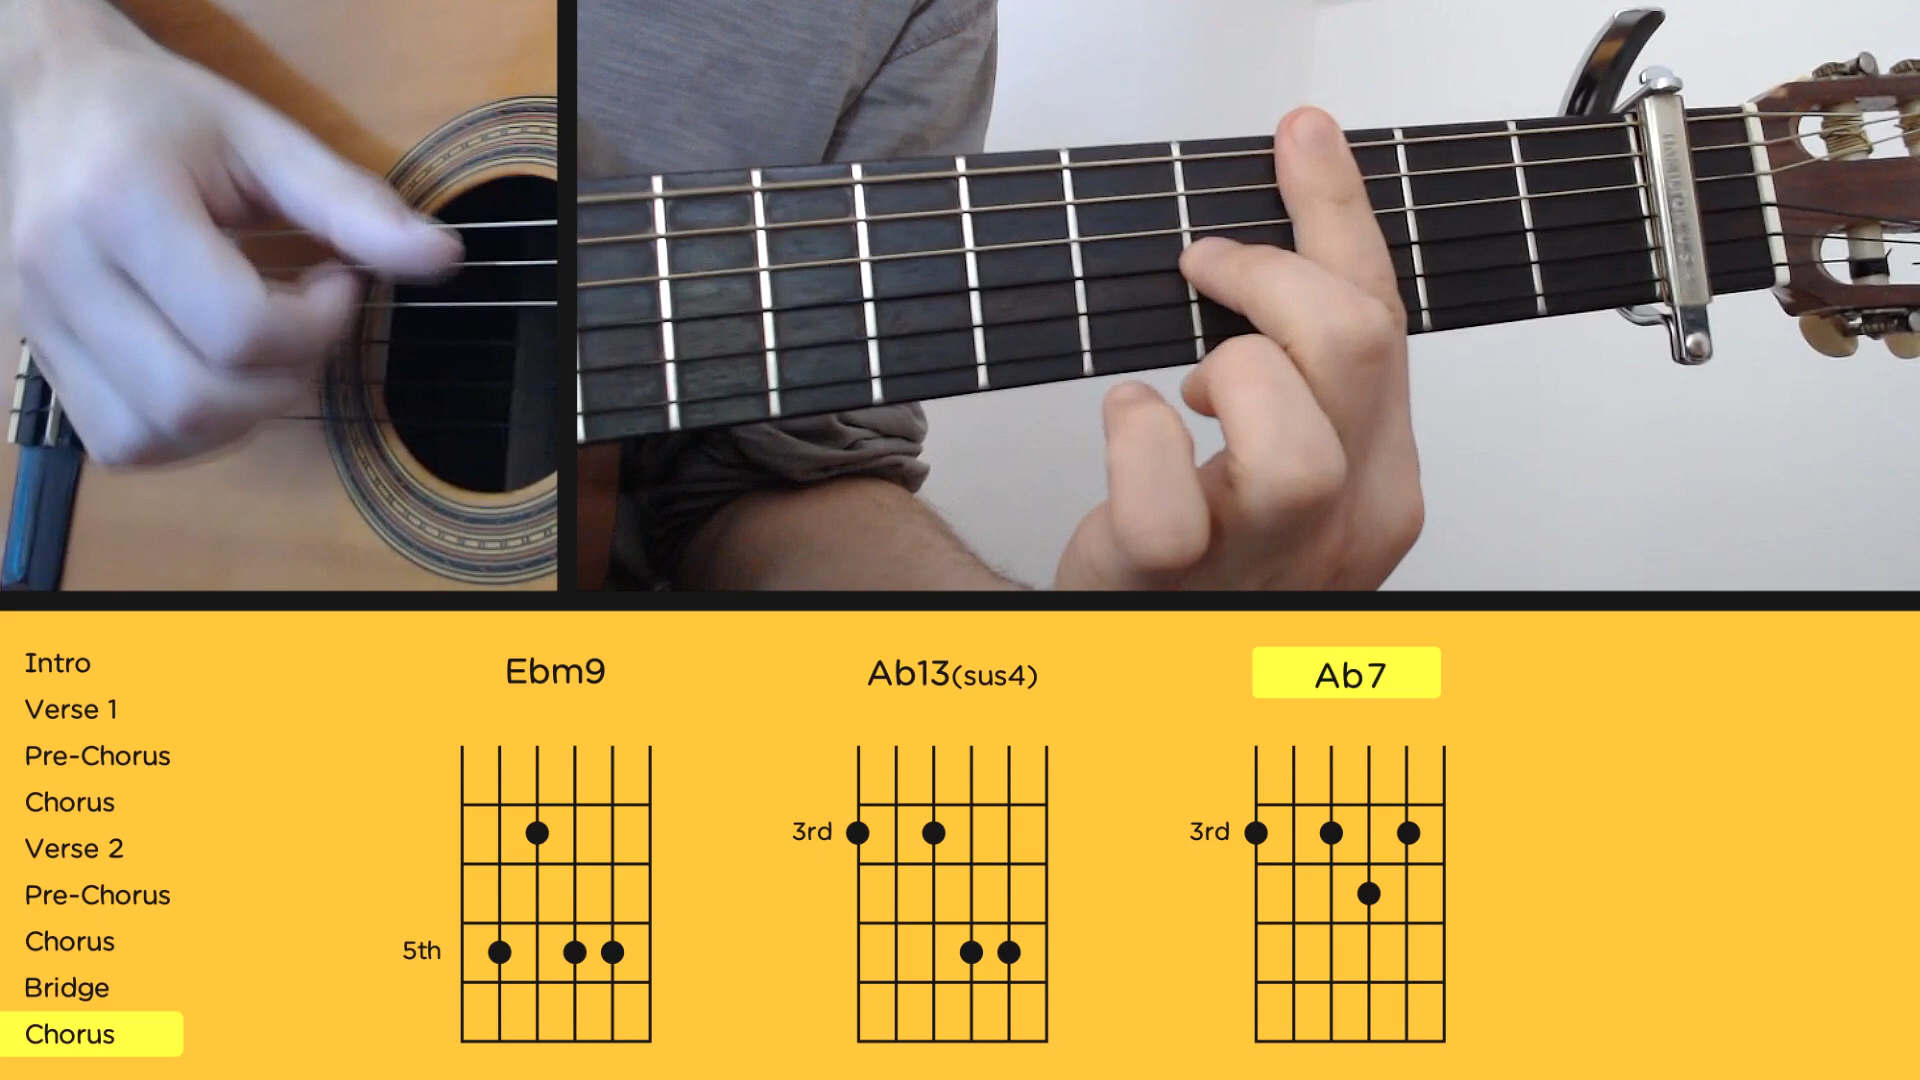 Intro
Verse 1
Pre-Chorus
Chorus
Verse 2
Pre-Chorus
Chorus
Bridge
Chorus
Ebm9
5th
Ab13(sus4)
3rd
Ab7
3rd